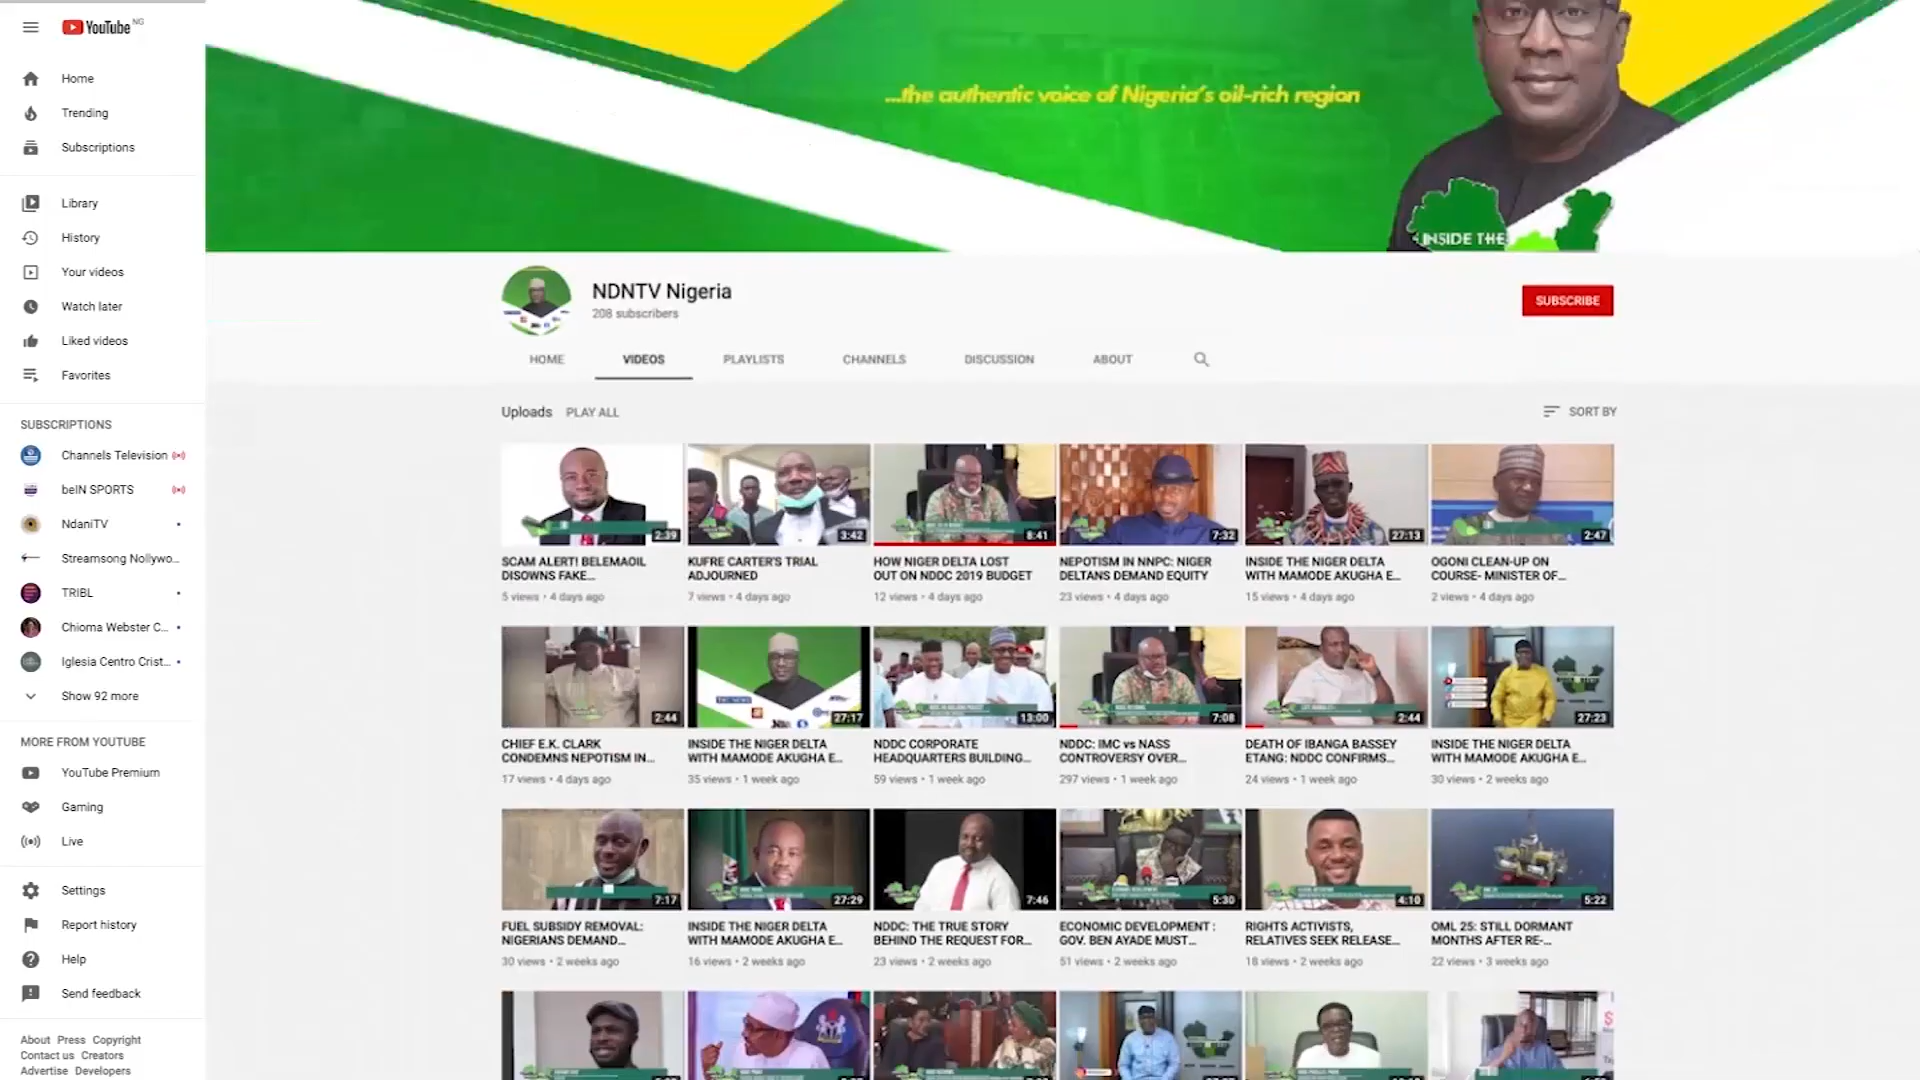 YouTube NG
Home
Trending
Subscriptions
Library
History
Your videos
Watch later
Liked videos
Favorites
SUBSCRIPTIONS
Channels Television
beIN SPORTS
NdaniTV
Streamsong Nollywo...
TRIBL
Chioma Webster C...
Iglesia Centro Crist...
Show 92 more
MORE FROM YOUTUBE
YouTube Premium
Gaming
Live
Settings
Report history
Help
Send feedback
About Press Copyright
Contact us Creators
Advertise Developers
...the authentic voice of Nigeria's oil-rich region
INSIDE THE
NDNTV Nigeria
208 subscribers
SUBSCRIBE
HOME VIDEOS PLAYLISTS CHANNELS DISCUSSION ABOUT
Uploads PLAY ALL SORT BY
2:39 3:42 8:41 7:32 27:13 2:47
SCAM ALERT! BELEMAOIL
DISOWNS FAKE...
5 views • 4 days ago
KUFRE CARTER'S TRIAL
ADJOURNED
7 views • 4 days ago
HOW NIGER DELTA LOST
OUT ON NDDC 2019 BUDGET
12 views • 4 days ago
NEPOTISM IN NNPC: NIGER
DELTANS DEMAND EQUITY
23 views • 4 days ago
INSIDE THE NIGER DELTA
WITH MAMODE AKUGHA E...
15 views • 4 days ago
OGONI CLEAN-UP ON
COURSE- MINISTER OF...
2 views • 4 days ago
2:44 27:17 13:00 7:08 2:44 27:23
CHIEF E.K. CLARK
CONDEMNS NEPOTISM IN...
17 views • 4 days ago
INSIDE THE NIGER DELTA
WITH MAMODE AKUGHA E...
35 views • 1 week ago
NDDC CORPORATE
HEADQUARTERS BUILDING...
59 views • 1 week ago
NDDC: IMC vs NASS
CONTROVERSY OVER...
297 views • 1 week ago
DEATH OF IBANGA BASSEY
ETANG: NDDC CONFIRMS...
24 views • 1 week ago
INSIDE THE NIGER DELTA
WITH MAMODE AKUGHA E...
30 views • 2 weeks ago
7:17 27:29 7:46 5:30 4:10 5:22
FUEL SUBSIDY REMOVAL:
NIGERIANS DEMAND...
30 views • 2 weeks ago
INSIDE THE NIGER DELTA
WITH MAMODE AKUGHA E...
16 views • 2 weeks ago
NDDC: THE TRUE STORY
BEHIND THE REQUEST FOR...
23 views • 2 weeks ago
ECONOMIC DEVELOPMENT :
GOV. BEN AYADE MUST...
51 views • 2 weeks ago
RIGHTS ACTIVISTS,
RELATIVES SEEK RELEASE...
18 views • 2 weeks ago
OML 25: STILL DORMANT
MONTHS AFTER RE-...
22 views • 3 weeks ago